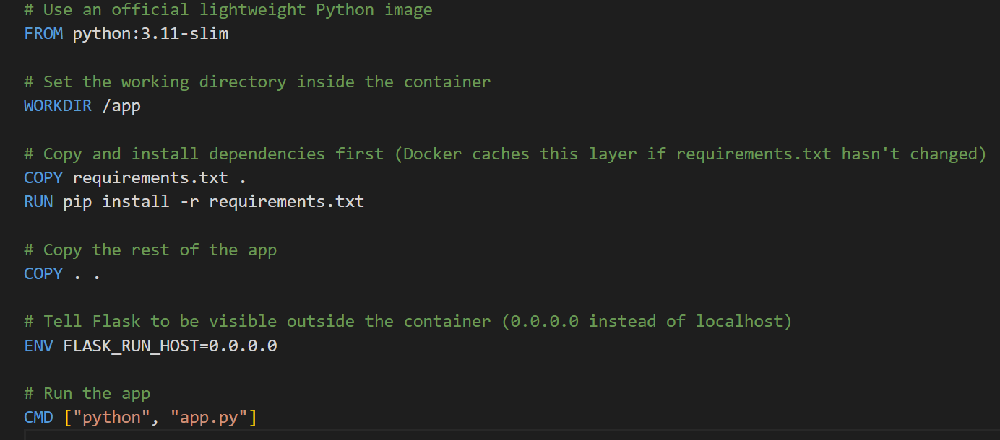 # Use an official lightweight Python image
FROM python:3.11-slim
# Set the working directory inside the container
WORKDIR /app
# Copy and install dependencies first (Docker caches this layer if requirements.txt hasn't changed)
COPY requirements.txt .
RUN pip install -r requirements.txt
# Copy the rest of the app
COPY . .
# Tell Flask to be visible outside the container (0.0.0.0 instead of localhost)
ENV FLASK_RUN_HOST=0.0.0.0
# Run the app
CMD ["python", "app.py"]